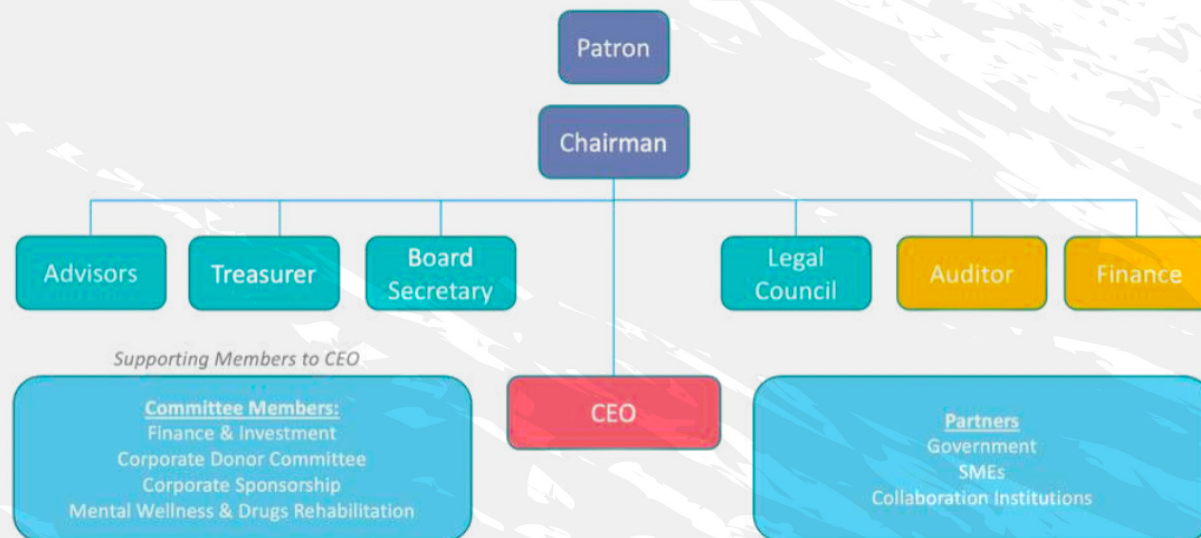 Patron
Chairman
Advisors
Treasurer
Board
Secretary
Legal
Council
Auditor
Finance
Supporting Members to CEO
Committee Members:
Finance & Investment
Corporate Donor Committee
Corporate Sponsorship
Mental Wellness & Drugs Rehabilitation
CEO
Partners
Government
SMEs
Collaboration Institutions